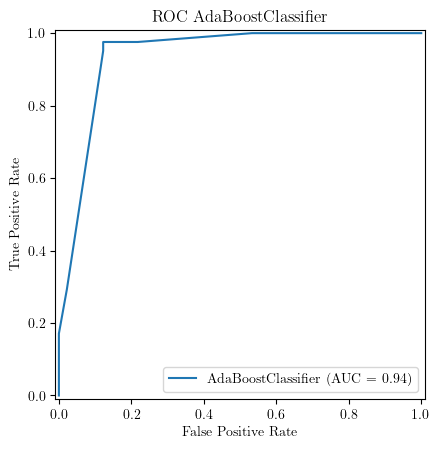 ROC AdaBoostClassifier
1.0
0.8
0.6
0.4
0.2
0.0
True Positive Rate
AdaBoostClassifier (AUC = 0.94)
0.0 0.2 0.4 0.6 0.8 1.0
False Positive Rate